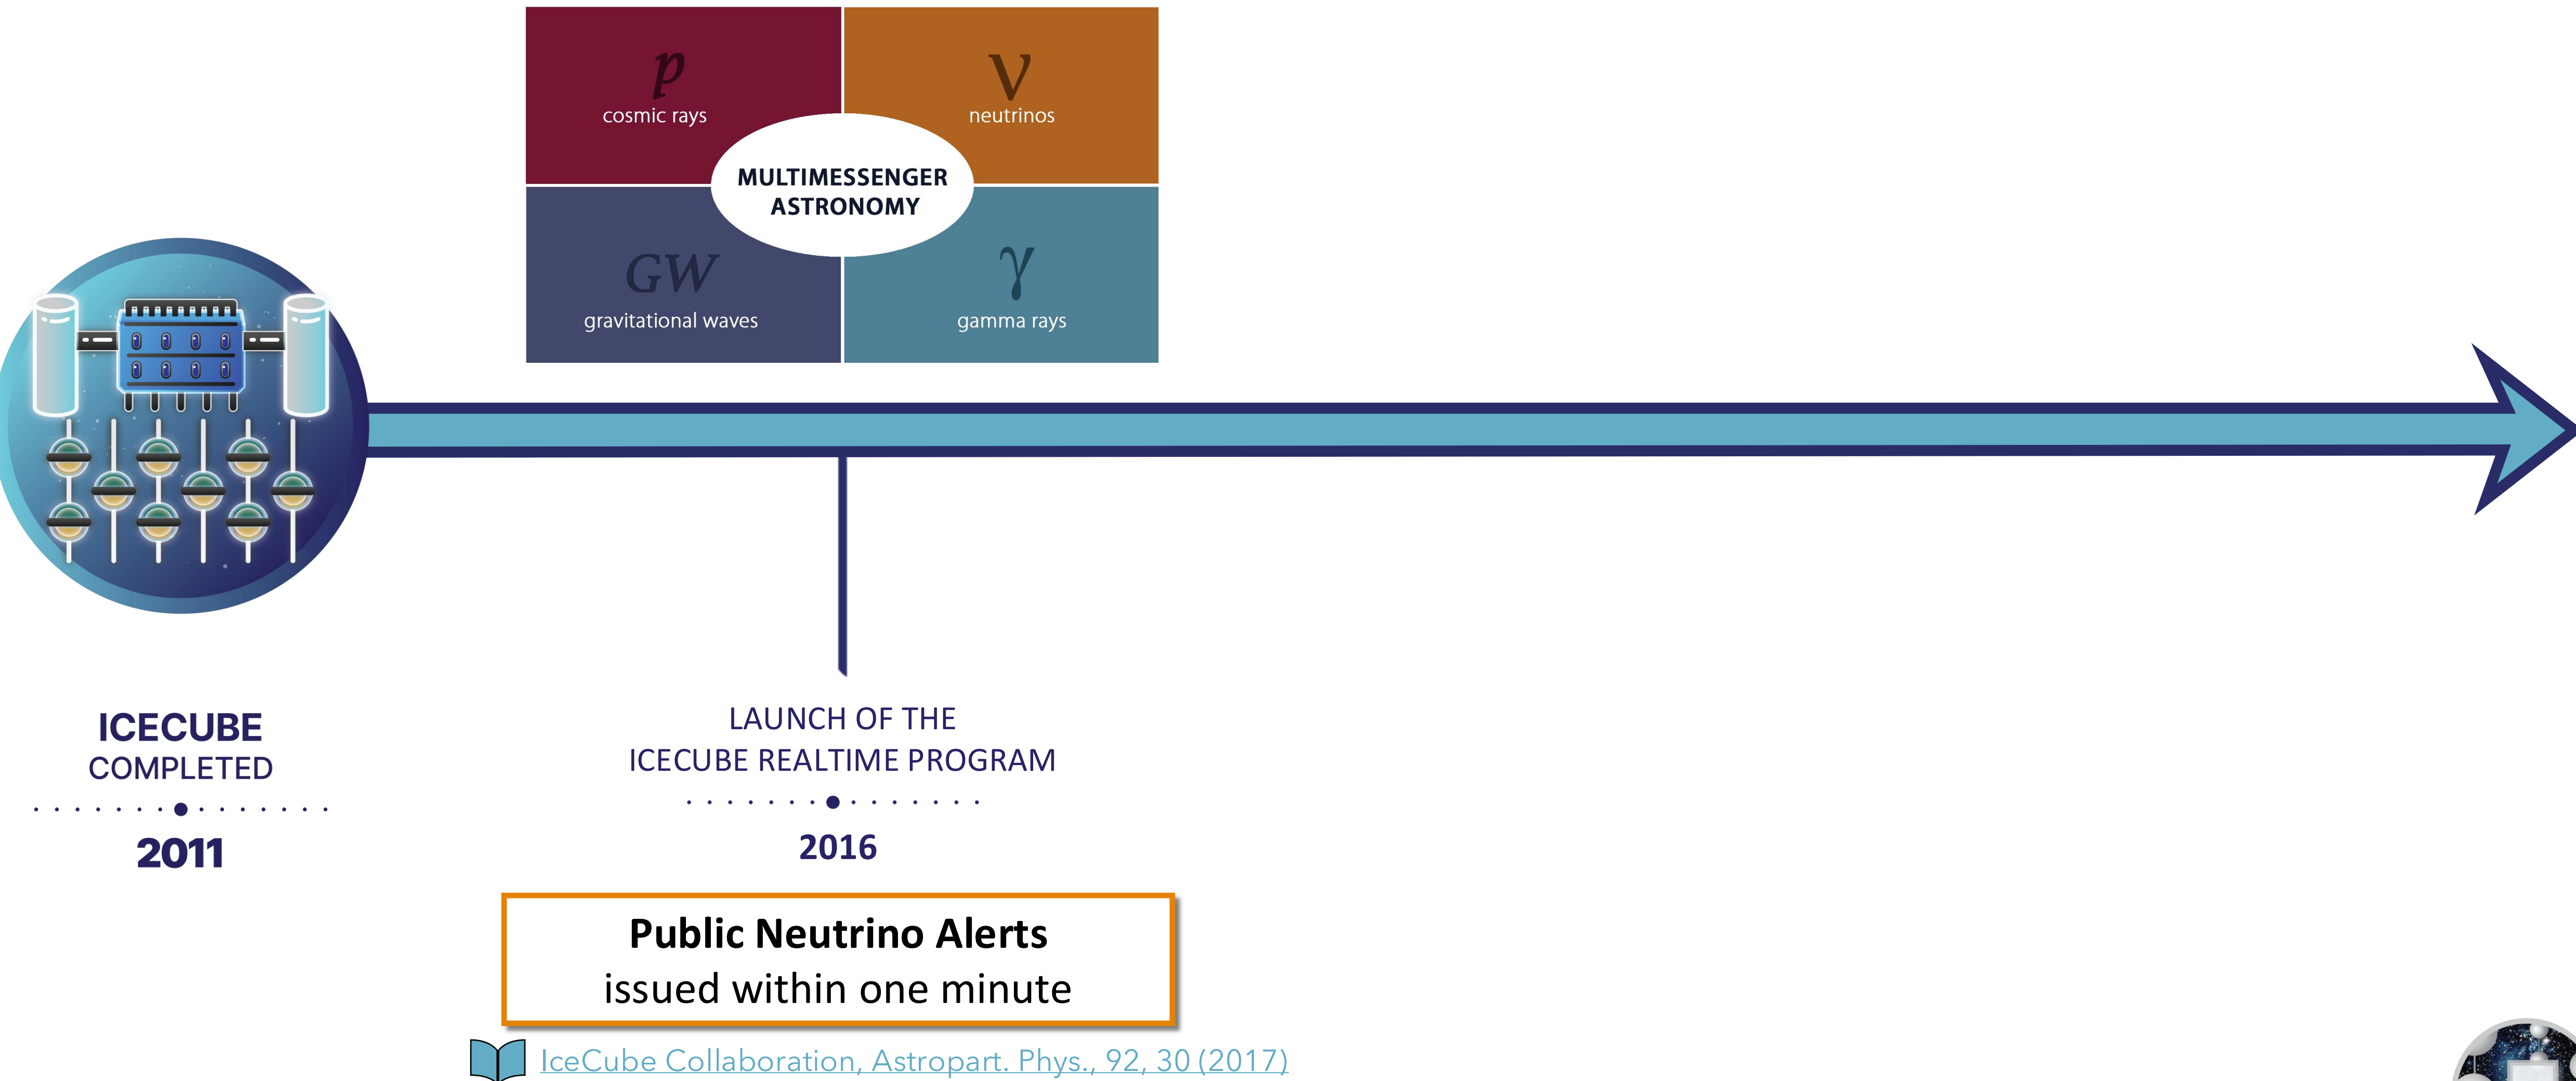 p
cosmic rays
ν
neutrinos
MULTIMESSENGER
ASTRONOMY
GW
gravitational waves
γ
gamma rays
ICECUBE
COMPLETED
2011
LAUNCH OF THE
ICECUBE REALTIME PROGRAM
2016
Public Neutrino Alerts
issued within one minute
IceCube Collaboration, Astropart. Phys., 92, 30 (2017)